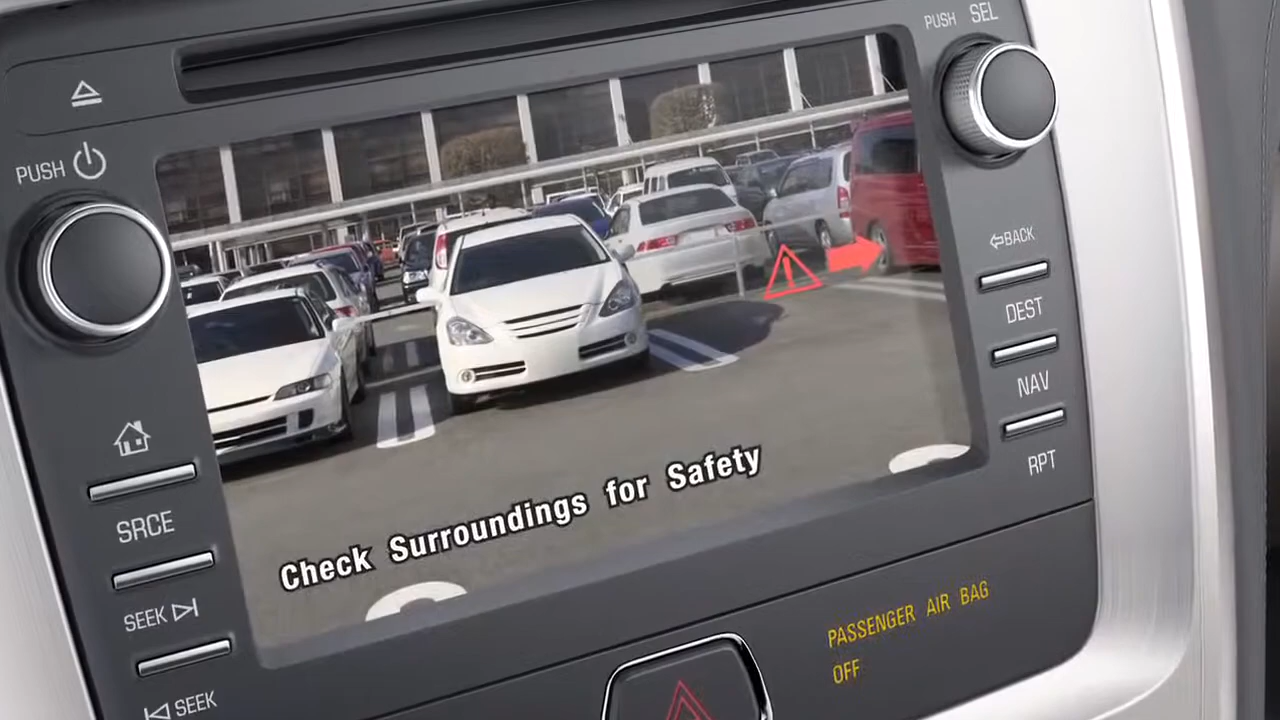 PUSH SEL
PUSH
BACK
DEST
NAV
RPT
SRCE
SEEK
SEEK
Check Surroundings for Safety
PASSENGER AIR BAG
OFF